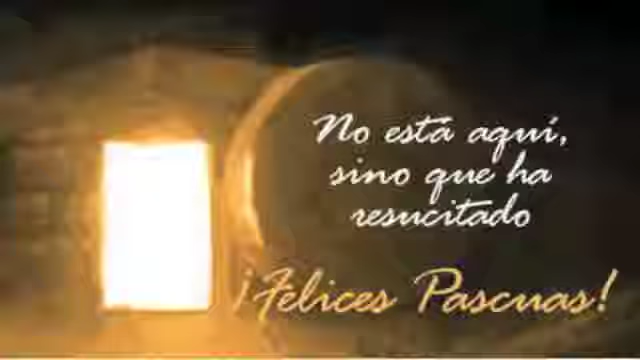 No está aquí,
sino que ha
resucitado
¡Felices Pascuas!